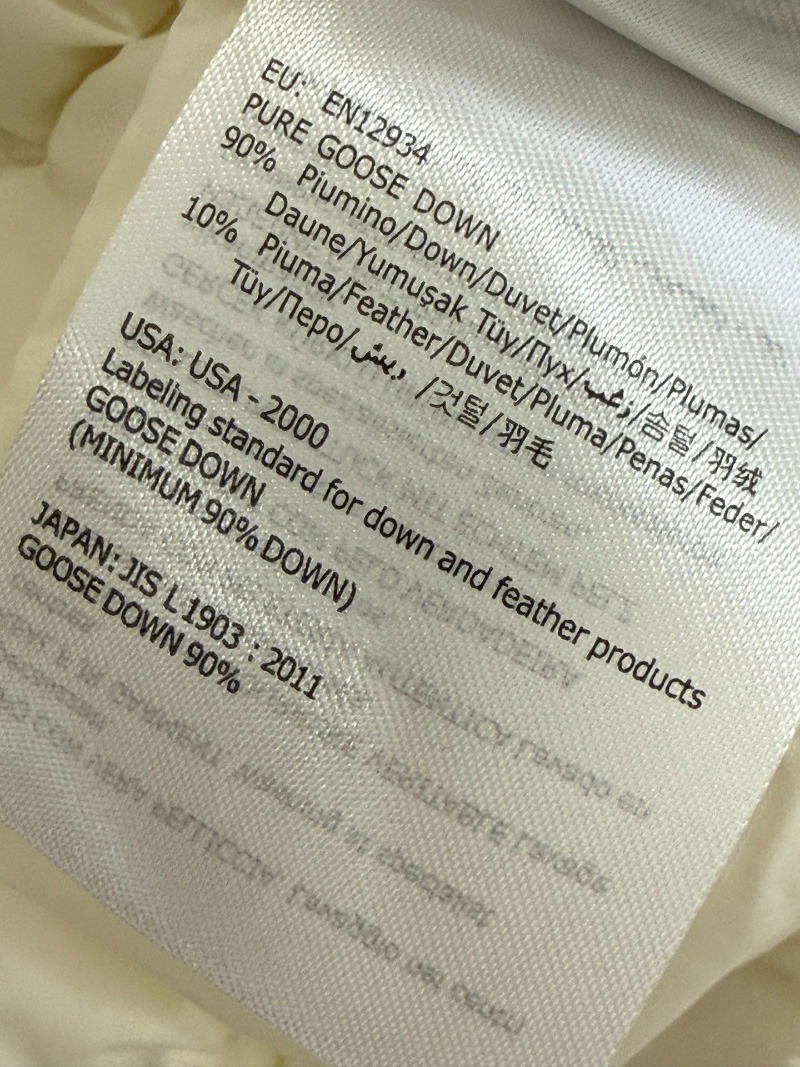 EU: EN12934
PURE GOOSE DOWN
90% Piumino/Down/Duvet/Plumón/Plumas/
Daune/Yumuşak Tüy/Пух/زغب/솜털/羽绒
10% Piuma/Feather/Duvet/Pluma/Penas/Feder/
Tüy/Перо/ريش/깃털/羽毛
USA: USA - 2000
Labeling standard for down and feather products
GOOSE DOWN
(MINIMUM 90% DOWN)
JAPAN: JIS L 1903 : 2011
GOOSE DOWN 90%